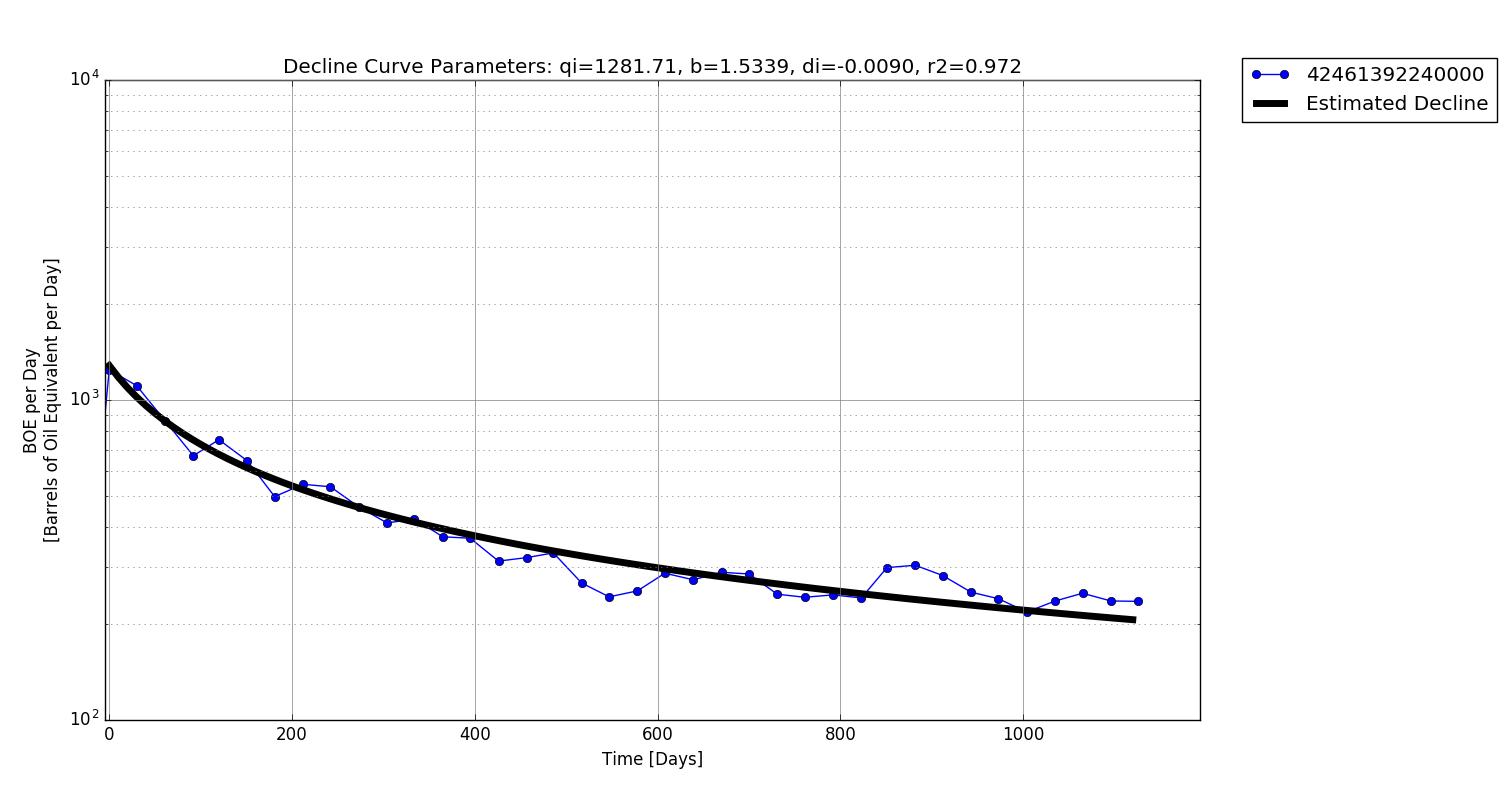 Decline Curve Parameters: qi=1281.71, b=1.5339, di=-0.0090, r2=0.972
42461392240000
Estimated Decline
10^4
10^3
10^2
BOE per Day
[Barrels of Oil Equivalent per Day]
0 200 400 600 800 1000
Time [Days]